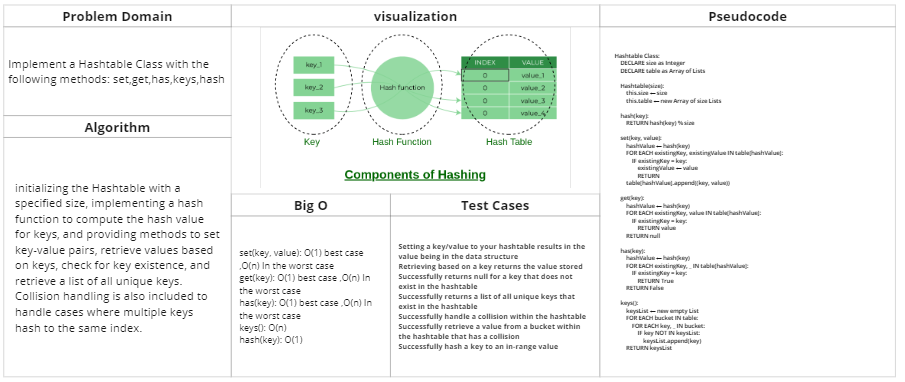 Problem Domain
Implement a Hashtable Class with the
following methods: set,get,has,keys,hash
Algorithm
initializing the Hashtable with a
specified size, implementing a hash
function to compute the hash value
for keys, and providing methods to set
key-value pairs, retrieve values based
on keys, check for key existence, and
retrieve a list of all unique keys.
Collision handling is also included to
handle cases where multiple keys
hash to the same index.
visualization
key_1
key_2
key_3
Hash function
INDEX VALUE
0 value_1
0 value_2
0 value_3
0 value_4
Key
Hash Function
Hash Table
Components of Hashing
Big O
set(key, value): O(1) best case
,O(n) In the worst case
get(key): O(1) best case ,O(n) In
the worst case
has(key): O(1) best case ,O(n) In
the worst case
keys(): O(n)
hash(key): O(1)
Test Cases
Setting a key/value to your hashtable results in the
value being in the data structure
Retrieving based on a key returns the value stored
Successfully returns null for a key that does not
exist in the hashtable
Successfully returns a list of all unique keys that
exist in the hashtable
Successfully handle a collision within the hashtable
Successfully retrieve a value from a bucket within
the hashtable that has a collision
Successfully hash a key to an in-range value
Pseudocode
Hashtable Class:
DECLARE size as Integer
DECLARE table as Array of Lists
Hashtable(size):
this.size ← size
this.table ← new Array of size Lists
hash(key):
RETURN hash(key) % size
set(key, value):
hashValue ← hash(key)
FOR EACH existingKey, existingValue IN table[hashValue]:
IF existingKey = key:
existingValue ← value
RETURN
table[hashValue].append((key, value))
get(key):
hashValue ← hash(key)
FOR EACH existingKey, value IN table[hashValue]:
IF existingKey = key:
RETURN value
RETURN null
has(key):
hashValue ← hash(key)
FOR EACH existingKey, _ IN table[hashValue]:
IF existingKey = key:
RETURN True
RETURN False
keys():
keysList ← new empty List
FOR EACH bucket IN table:
FOR EACH key, _ IN bucket:
IF key NOT IN keysList:
keysList.append(key)
RETURN keysList